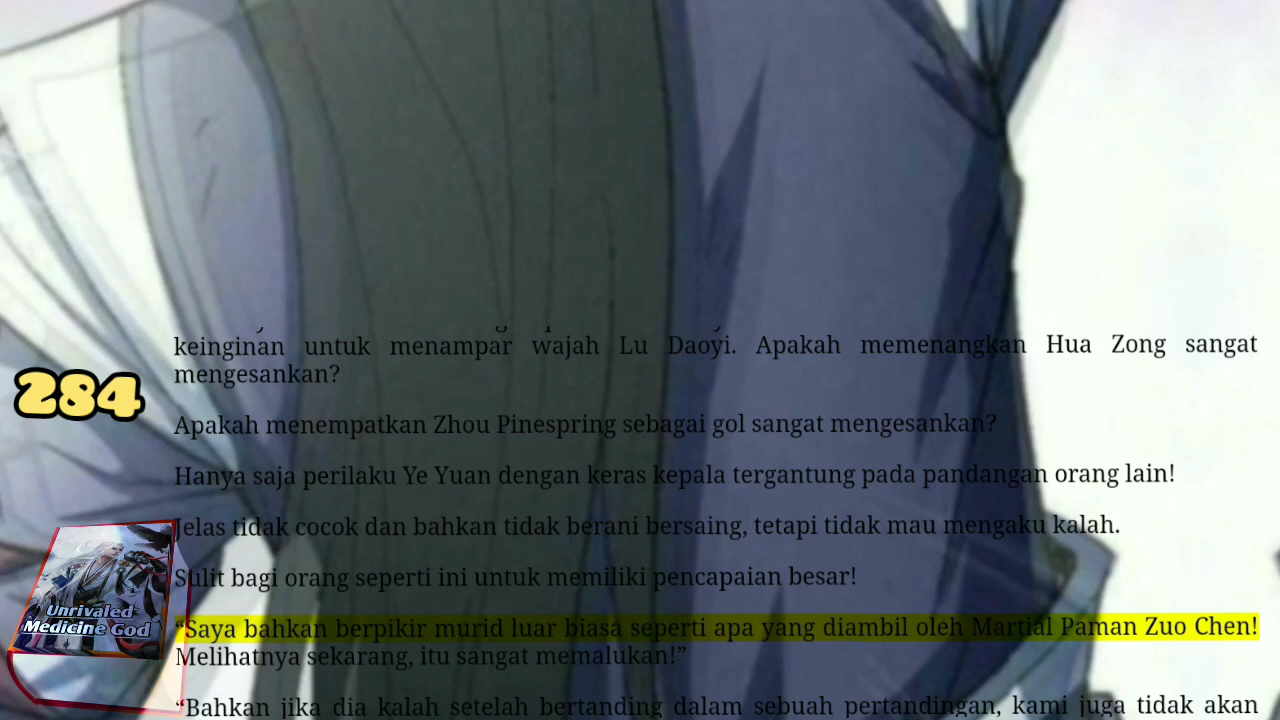 keinginan untuk menampar wajah Lu Daoyi. Apakah memenangkan Hua Zong sangat
mengesankan?
284
Apakah menempatkan Zhou Pinespring sebagai gol sangat mengesankan?
Hanya saja perilaku Ye Yuan dengan keras kepala tergantung pada pandangan orang lain!
Jelas tidak cocok dan bahkan tidak berani bersaing, tetapi tidak mau mengaku kalah.
Sulit bagi orang seperti ini untuk memiliki pencapaian besar!
Unrivaled
Medicine God
“Saya bahkan berpikir murid luar biasa seperti apa yang diambil oleh Martial Paman Zuo Chen!
Melihatnya sekarang, itu sangat memalukan!”
“Bahkan jika dia kalah setelah bertanding dalam sebuah pertandingan, kami juga tidak akan